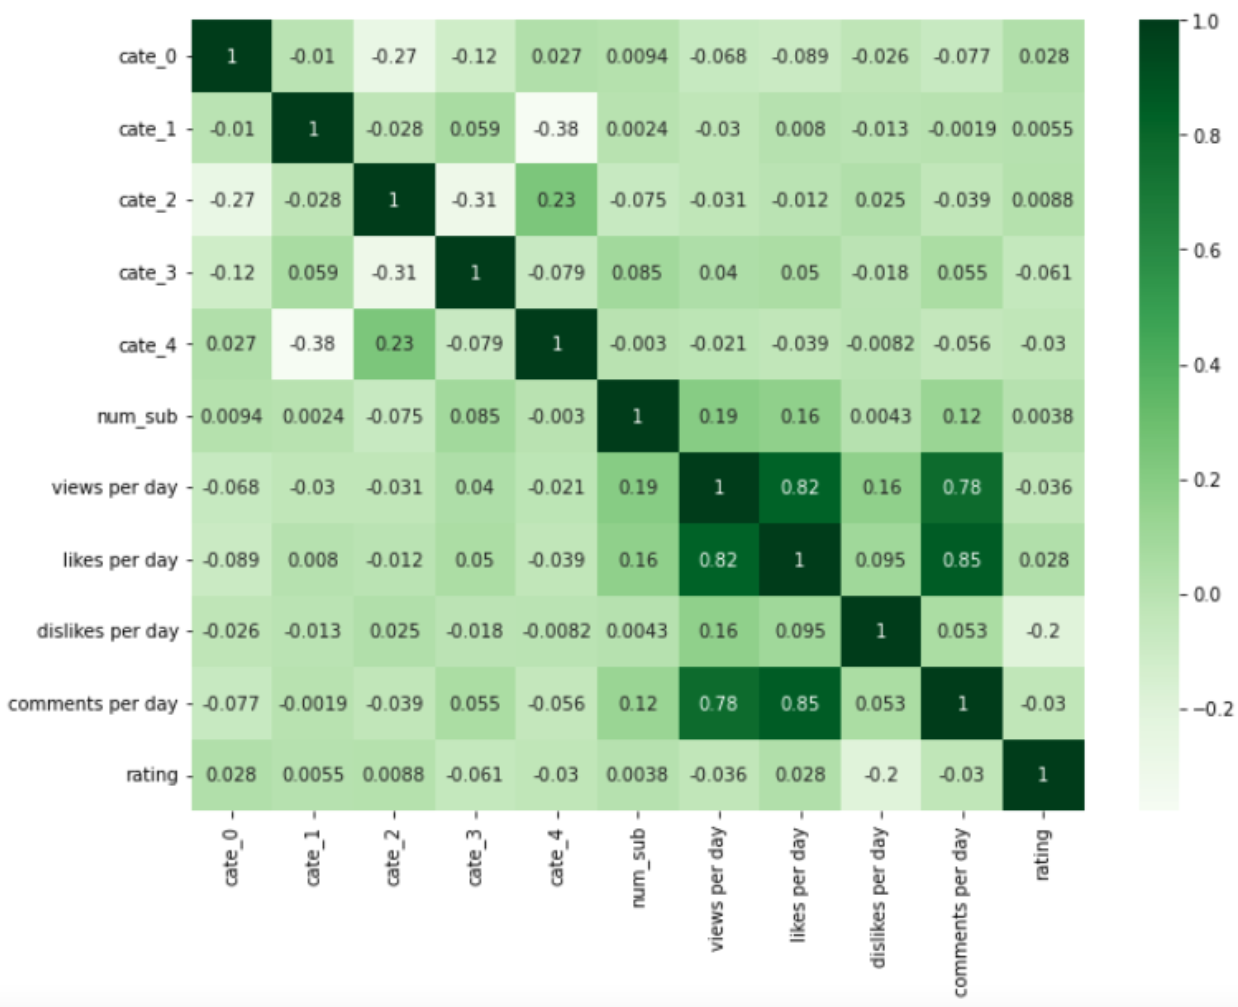 cate_0 1 -0.01 -0.27 -0.12 0.027 0.0094 -0.068 -0.089 -0.026 -0.077 0.028
cate_1 -0.01 1 -0.028 0.059 -0.38 0.0024 -0.03 0.008 -0.013 -0.0019 0.0055
cate_2 -0.27 -0.028 1 -0.31 0.23 -0.075 -0.031 -0.012 0.025 -0.039 0.0088
cate_3 -0.12 0.059 -0.31 1 -0.079 0.085 0.04 0.05 -0.018 0.055 -0.061
cate_4 0.027 -0.38 0.23 -0.079 1 -0.003 -0.021 -0.039 -0.0082 -0.056 -0.03
num_sub 0.0094 0.0024 -0.075 0.085 -0.003 1 0.19 0.16 0.0043 0.12 0.0038
views per day -0.068 -0.03 -0.031 0.04 -0.021 0.19 1 0.82 0.16 0.78 -0.036
likes per day -0.089 0.008 -0.012 0.05 -0.039 0.16 0.82 1 0.095 0.85 0.028
dislikes per day -0.026 -0.013 0.025 -0.018 -0.0082 0.0043 0.16 0.095 1 0.053 -0.2
comments per day -0.077 -0.0019 -0.039 0.055 -0.056 0.12 0.78 0.85 0.053 1 -0.03
rating 0.028 0.0055 0.0088 -0.061 -0.03 0.0038 -0.036 0.028 -0.2 -0.03 1
cate_0
cate_1
cate_2
cate_3
cate_4
num_sub
views per day
likes per day
dislikes per day
comments per day
rating
1.0
0.8
0.6
0.4
0.2
0.0
−0.2